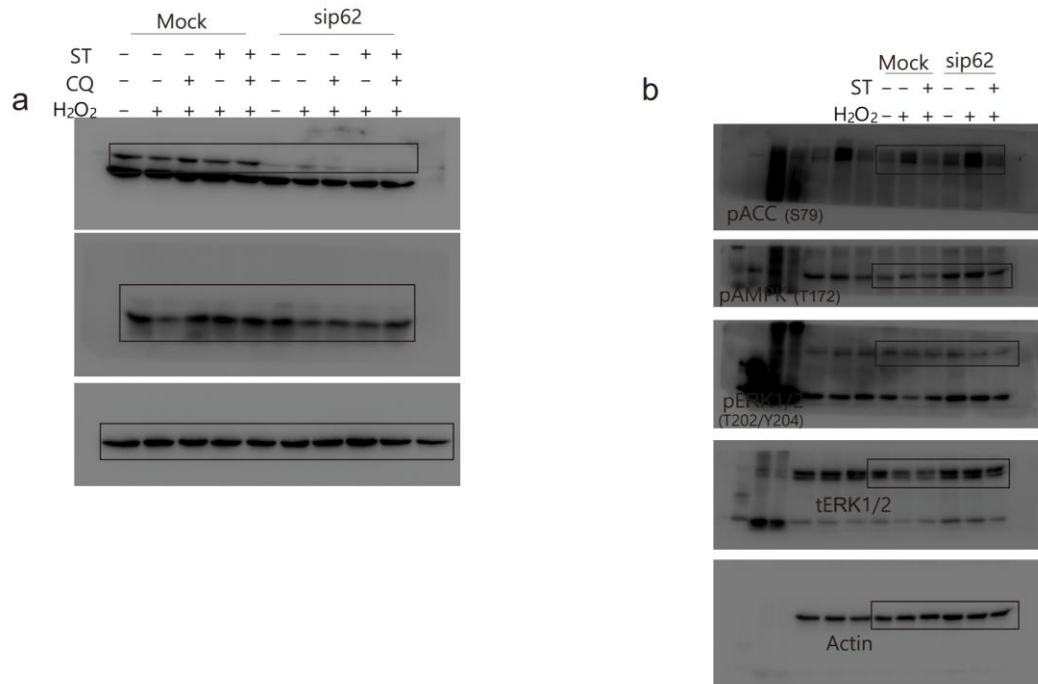 Mock sip62
ST − − − + + − − − + +
CQ − − + − + − − + − +
a
H₂O₂ − + + + + − + + + +
b
Mock sip62
ST − − + − − +
H₂O₂ − + + − + +
pACC (S79)
pAMPK (T172)
pERK1/2
(T202/Y204)
tERK1/2
Actin